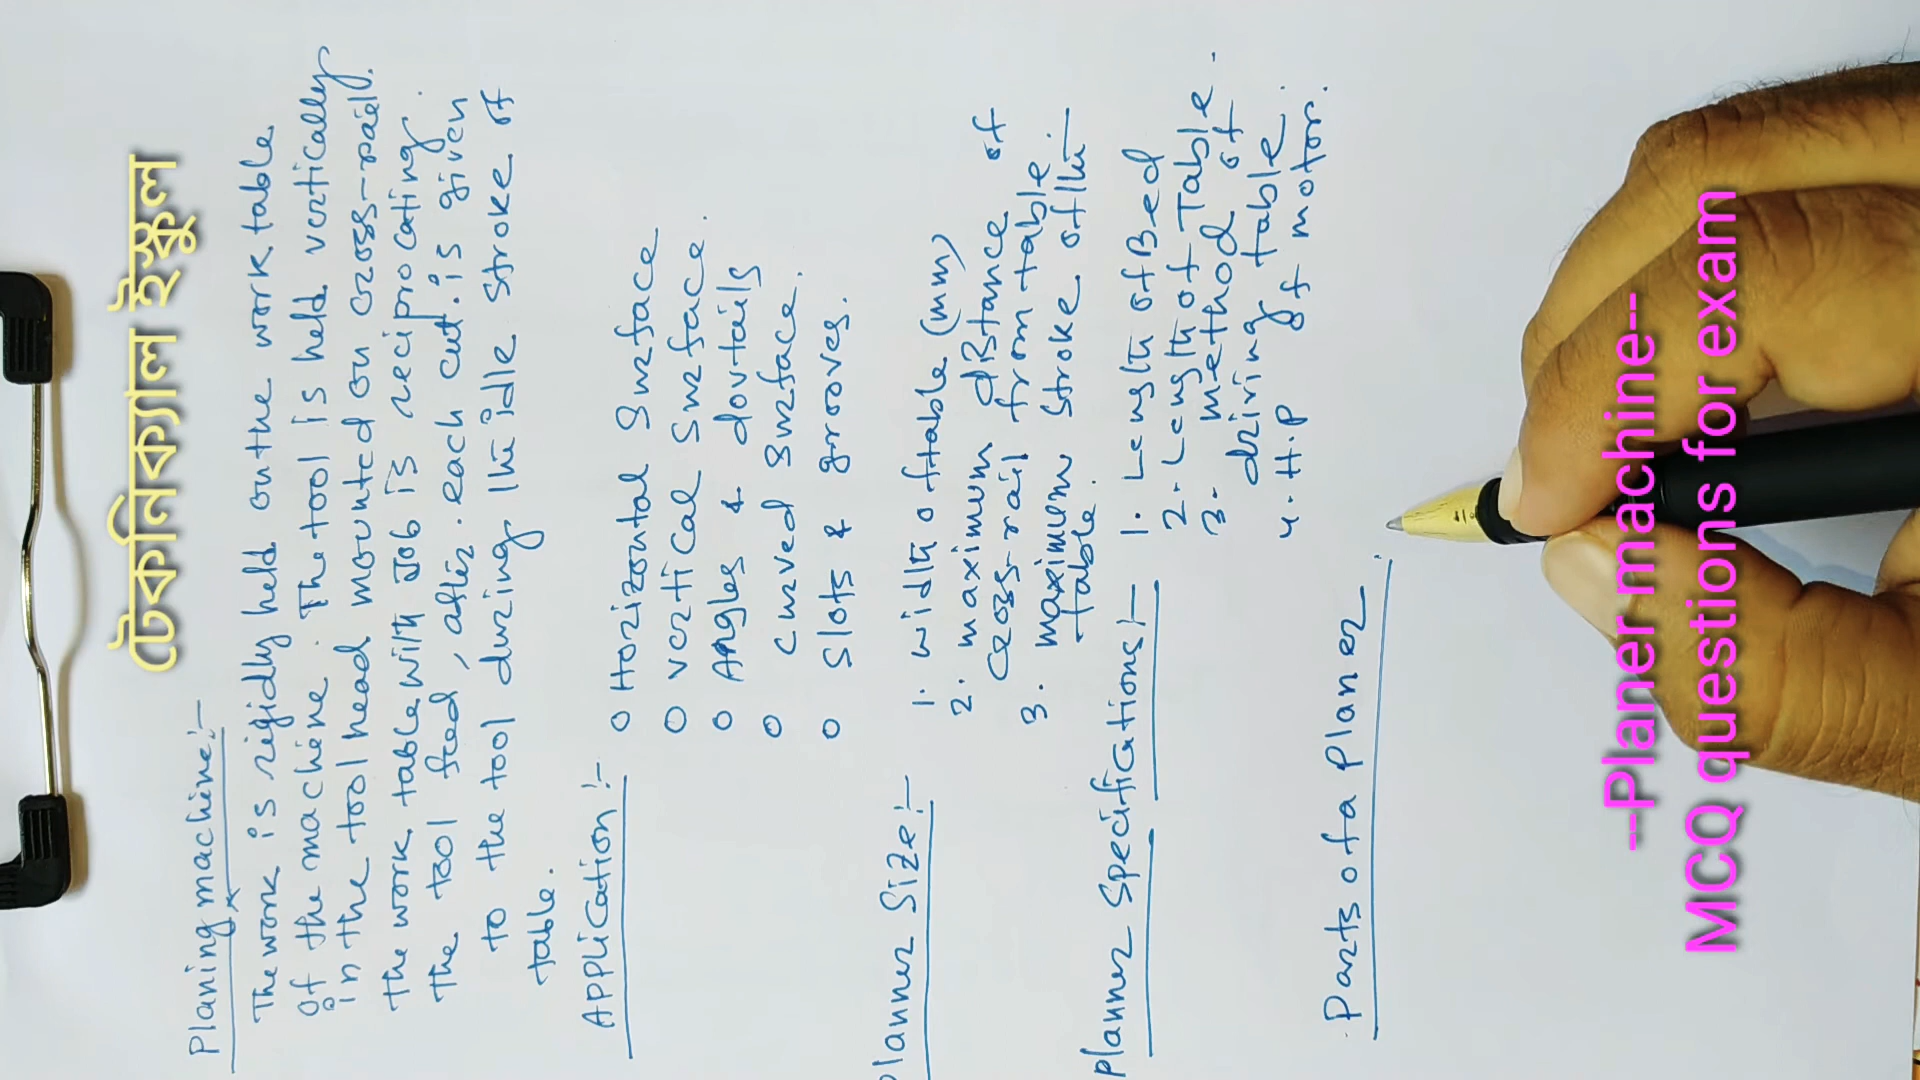 টেকনিক্যাল ইস্কুল
Planing machine:-
The work is rigidly held on the work table
of the machine. The tool is held vertically
in the tool head mounted on cross-rail.
The work table with Job is reciprocating.
The tool feed, after each cut is given
to the tool during the idle stroke of
table.
Application:-
o Horizontal Surface
o vertical Surface.
o Angles & dovtails
o curved Surface.
o Slots & grooves.
Planner Size:-
1. width of table (mm)
2. maximum distance of
cross-rail from table.
3. maximum stroke of the
table.
Planner Specifications:-
1. Length of Bed
2. Length of Table
3. method of
driving table.
4. H.P of motor.
Parts of a Planer
--Planer machine--
MCQ questions for exam